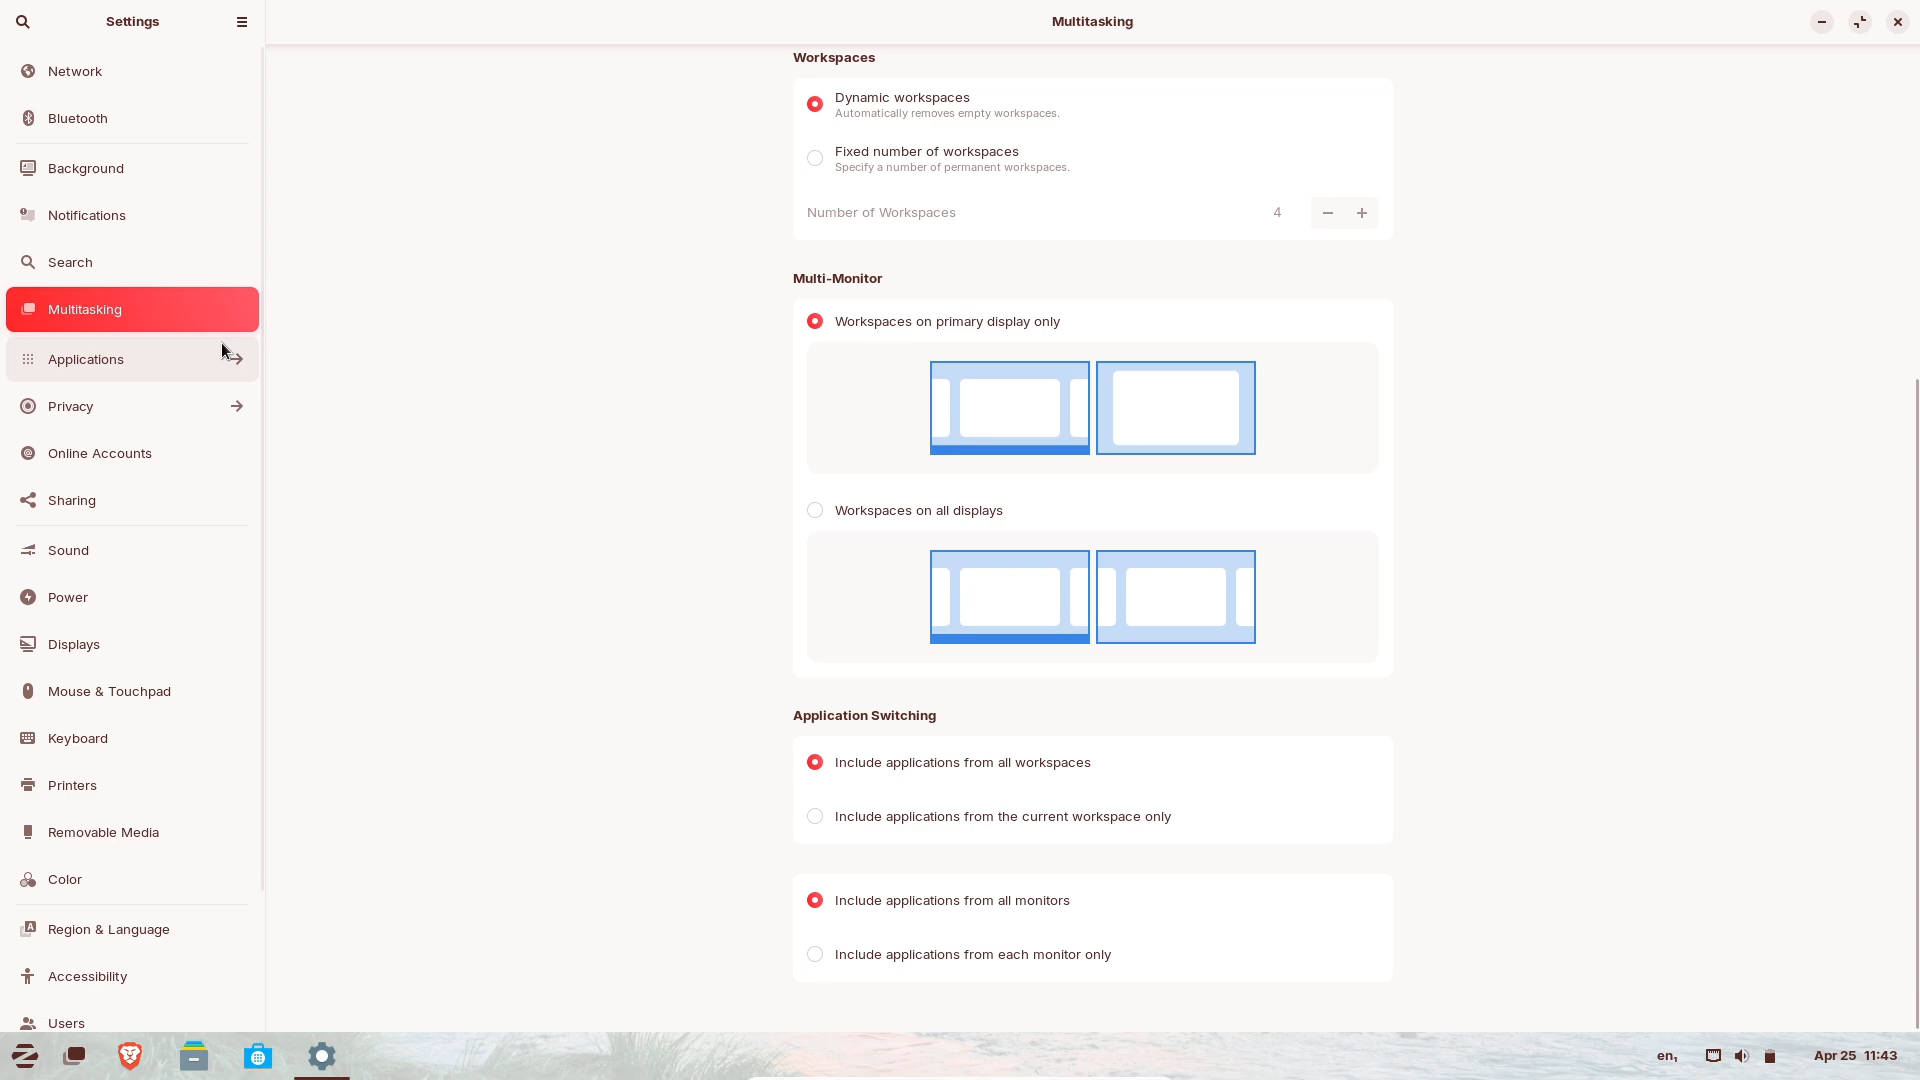 Settings
Multitasking
Network
Bluetooth
Background
Notifications
Search
Multitasking
Applications
Privacy
Online Accounts
Sharing
Sound
Power
Displays
Mouse & Touchpad
Keyboard
Printers
Removable Media
Color
Region & Language
Accessibility
Users
Workspaces
Dynamic workspaces
Automatically removes empty workspaces.
Fixed number of workspaces
Specify a number of permanent workspaces.
Number of Workspaces 4
Multi-Monitor
Workspaces on primary display only
Workspaces on all displays
Application Switching
Include applications from all workspaces
Include applications from the current workspace only
Include applications from all monitors
Include applications from each monitor only
en₁ Apr 25 11:43